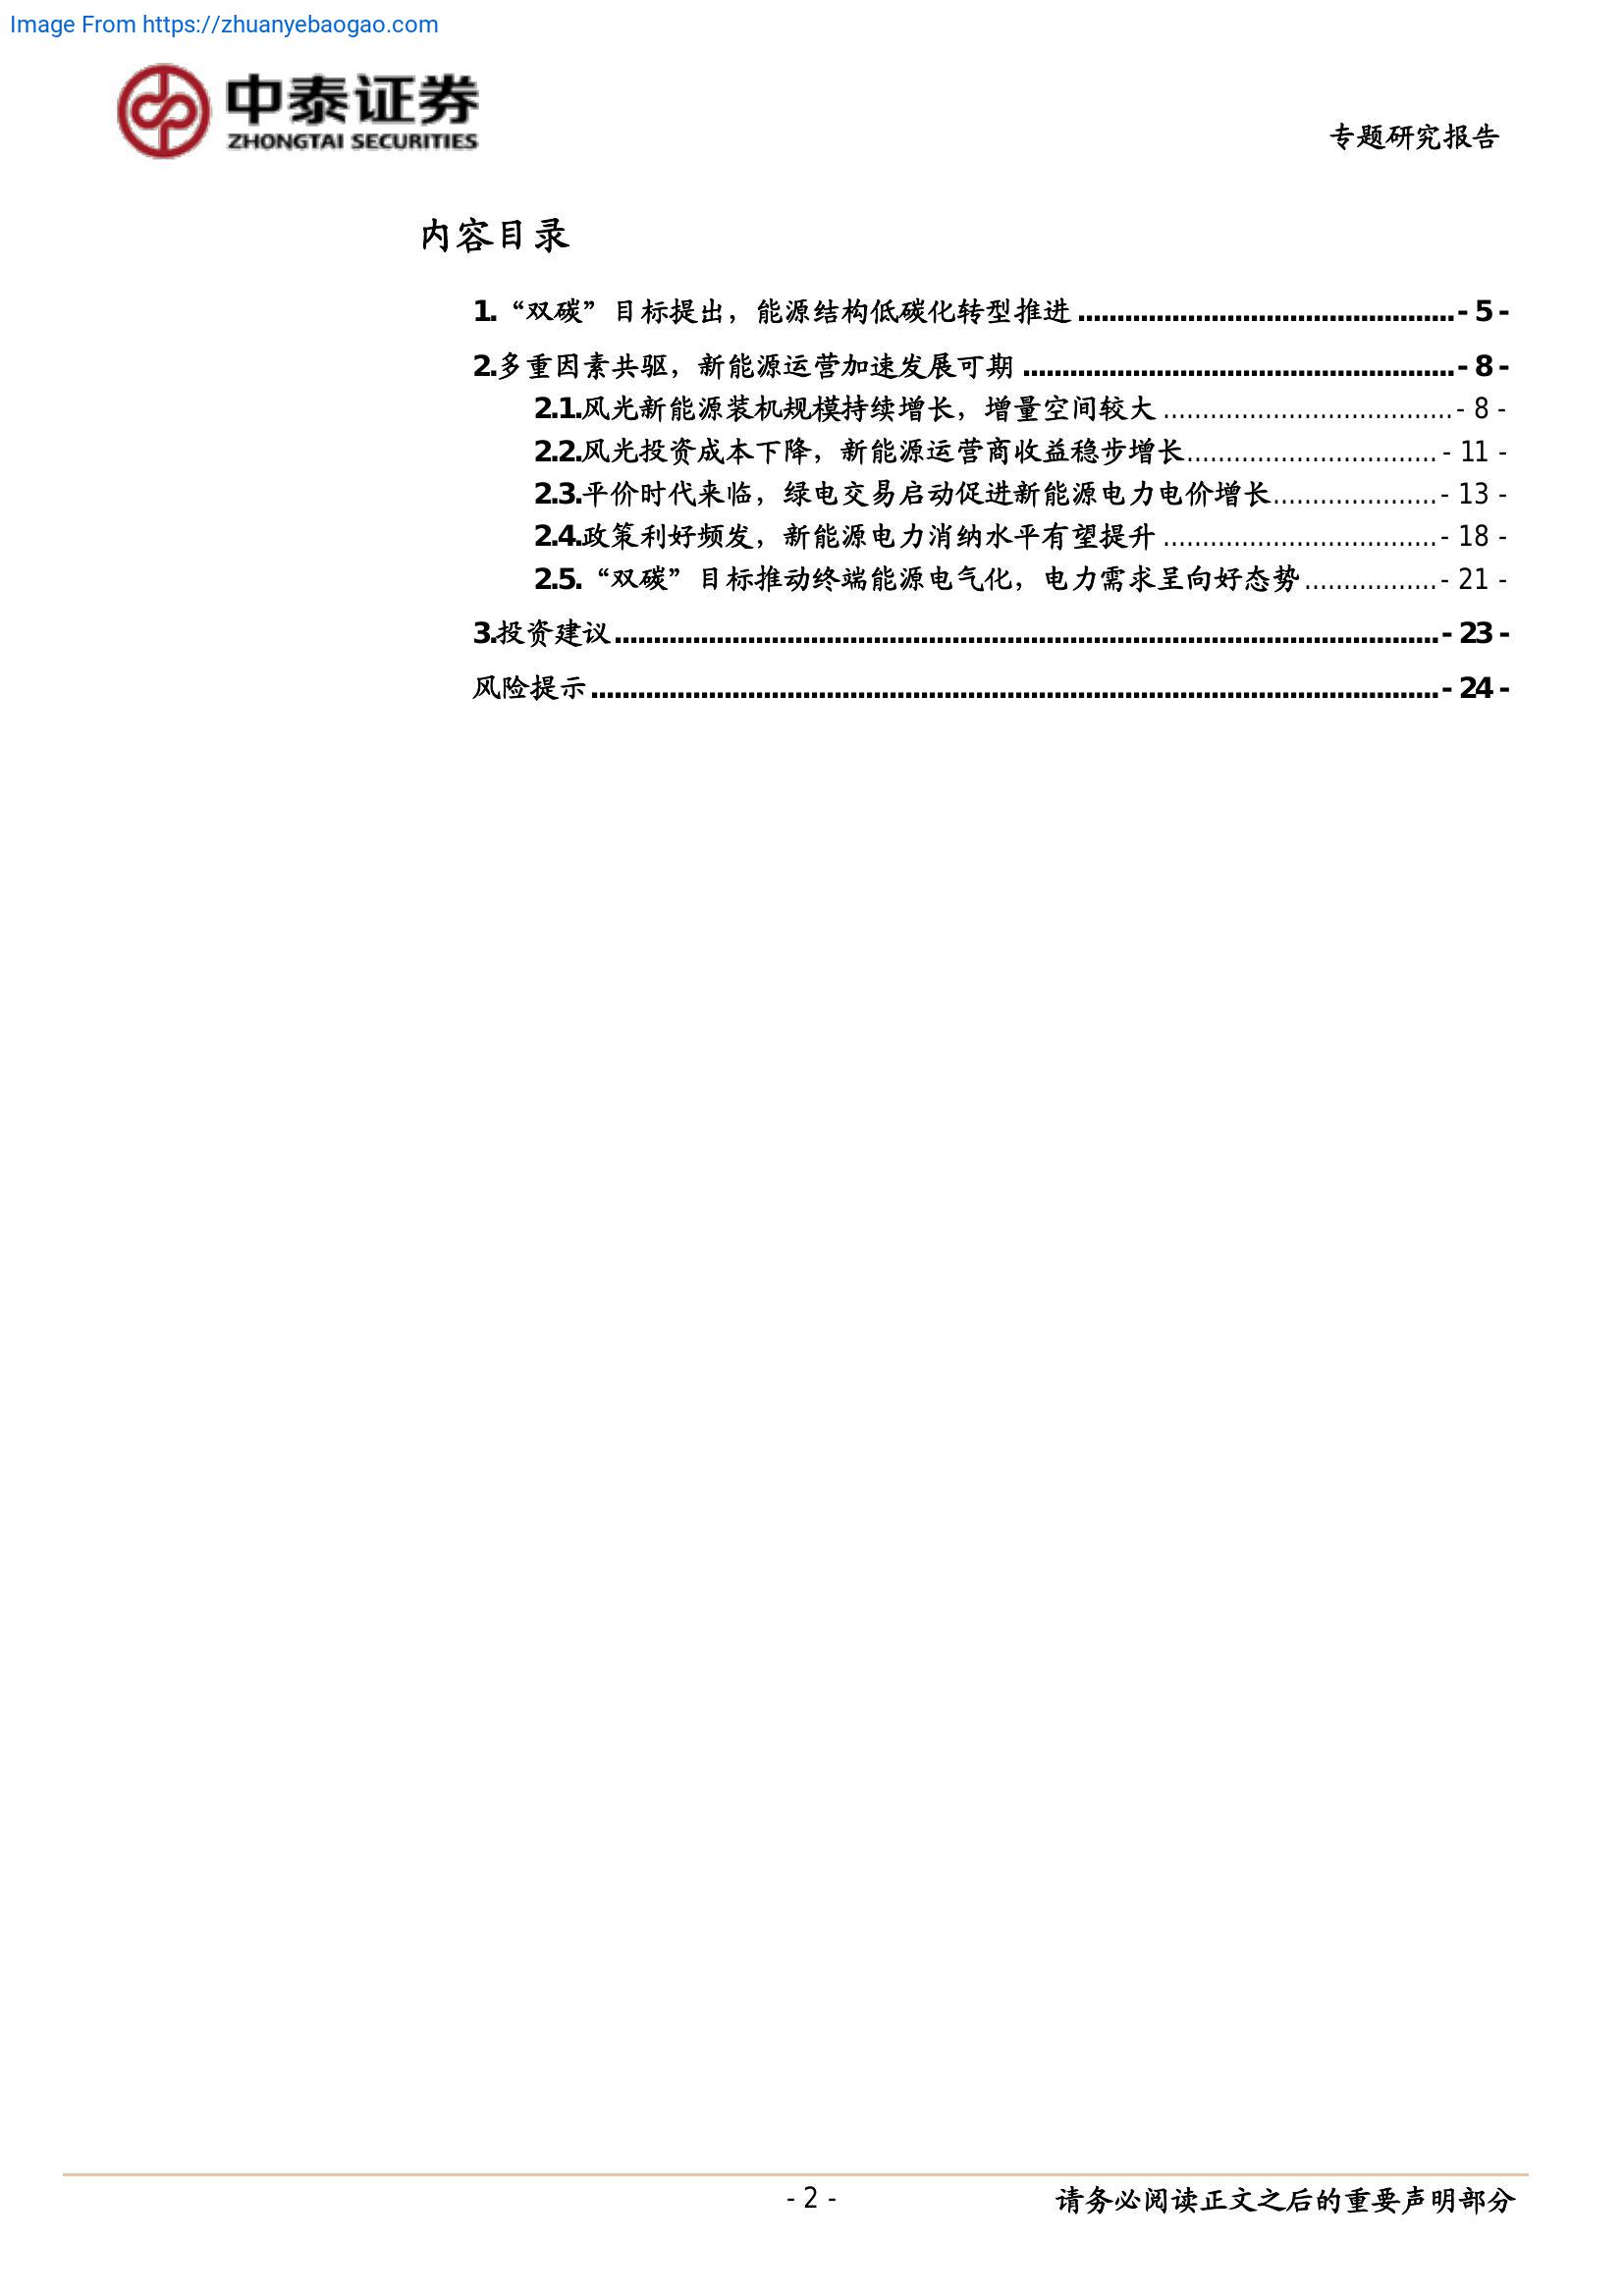 Image From https://zhuanyebaogao.com
中泰证券
ZHONGTAI SECURITIES
专题研究报告
内容目录
1.“双碳”目标提出，能源结构低碳化转型推进................................................- 5 -
2.多重因素共驱，新能源运营加速发展可期.......................................................- 8 -
2.1.风光新能源装机规模持续增长，增量空间较大.....................................- 8 -
2.2.风光投资成本下降，新能源运营商收益稳步增长................................- 11 -
2.3.平价时代来临，绿电交易启动促进新能源电力电价增长.....................- 13 -
2.4.政策利好频发，新能源电力消纳水平有望提升...................................- 18 -
2.5.“双碳”目标推动终端能源电气化，电力需求呈向好态势.................- 21 -
3.投资建议.........................................................................................................- 23 -
风险提示............................................................................................................- 24 -
- 2 -
请务必阅读正文之后的重要声明部分